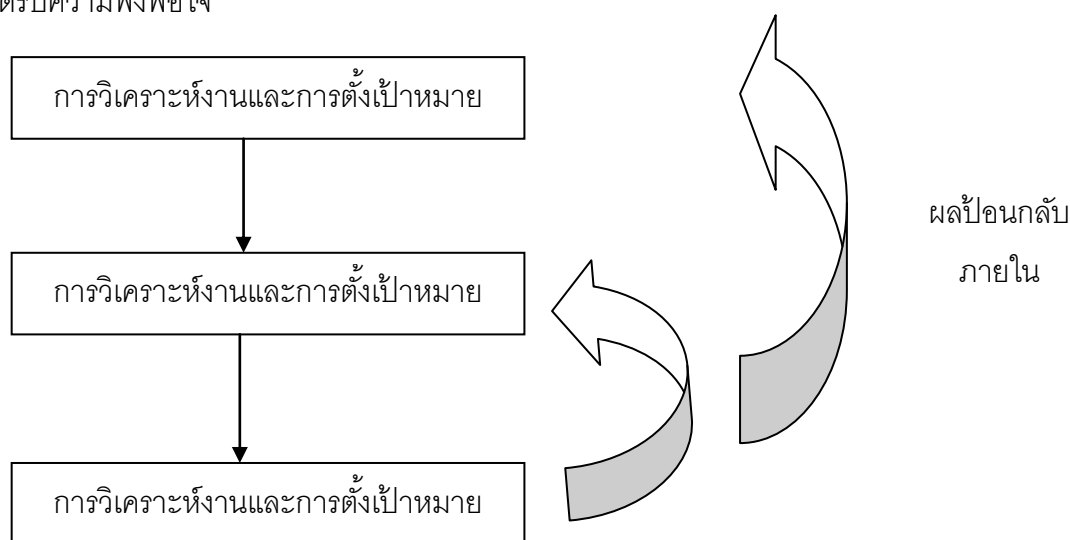 การวิเคราะห์งานและการตั้งเป้าหมาย
การวิเคราะห์งานและการตั้งเป้าหมาย
การวิเคราะห์งานและการตั้งเป้าหมาย
ผลป้อนกลับ
ภายใน